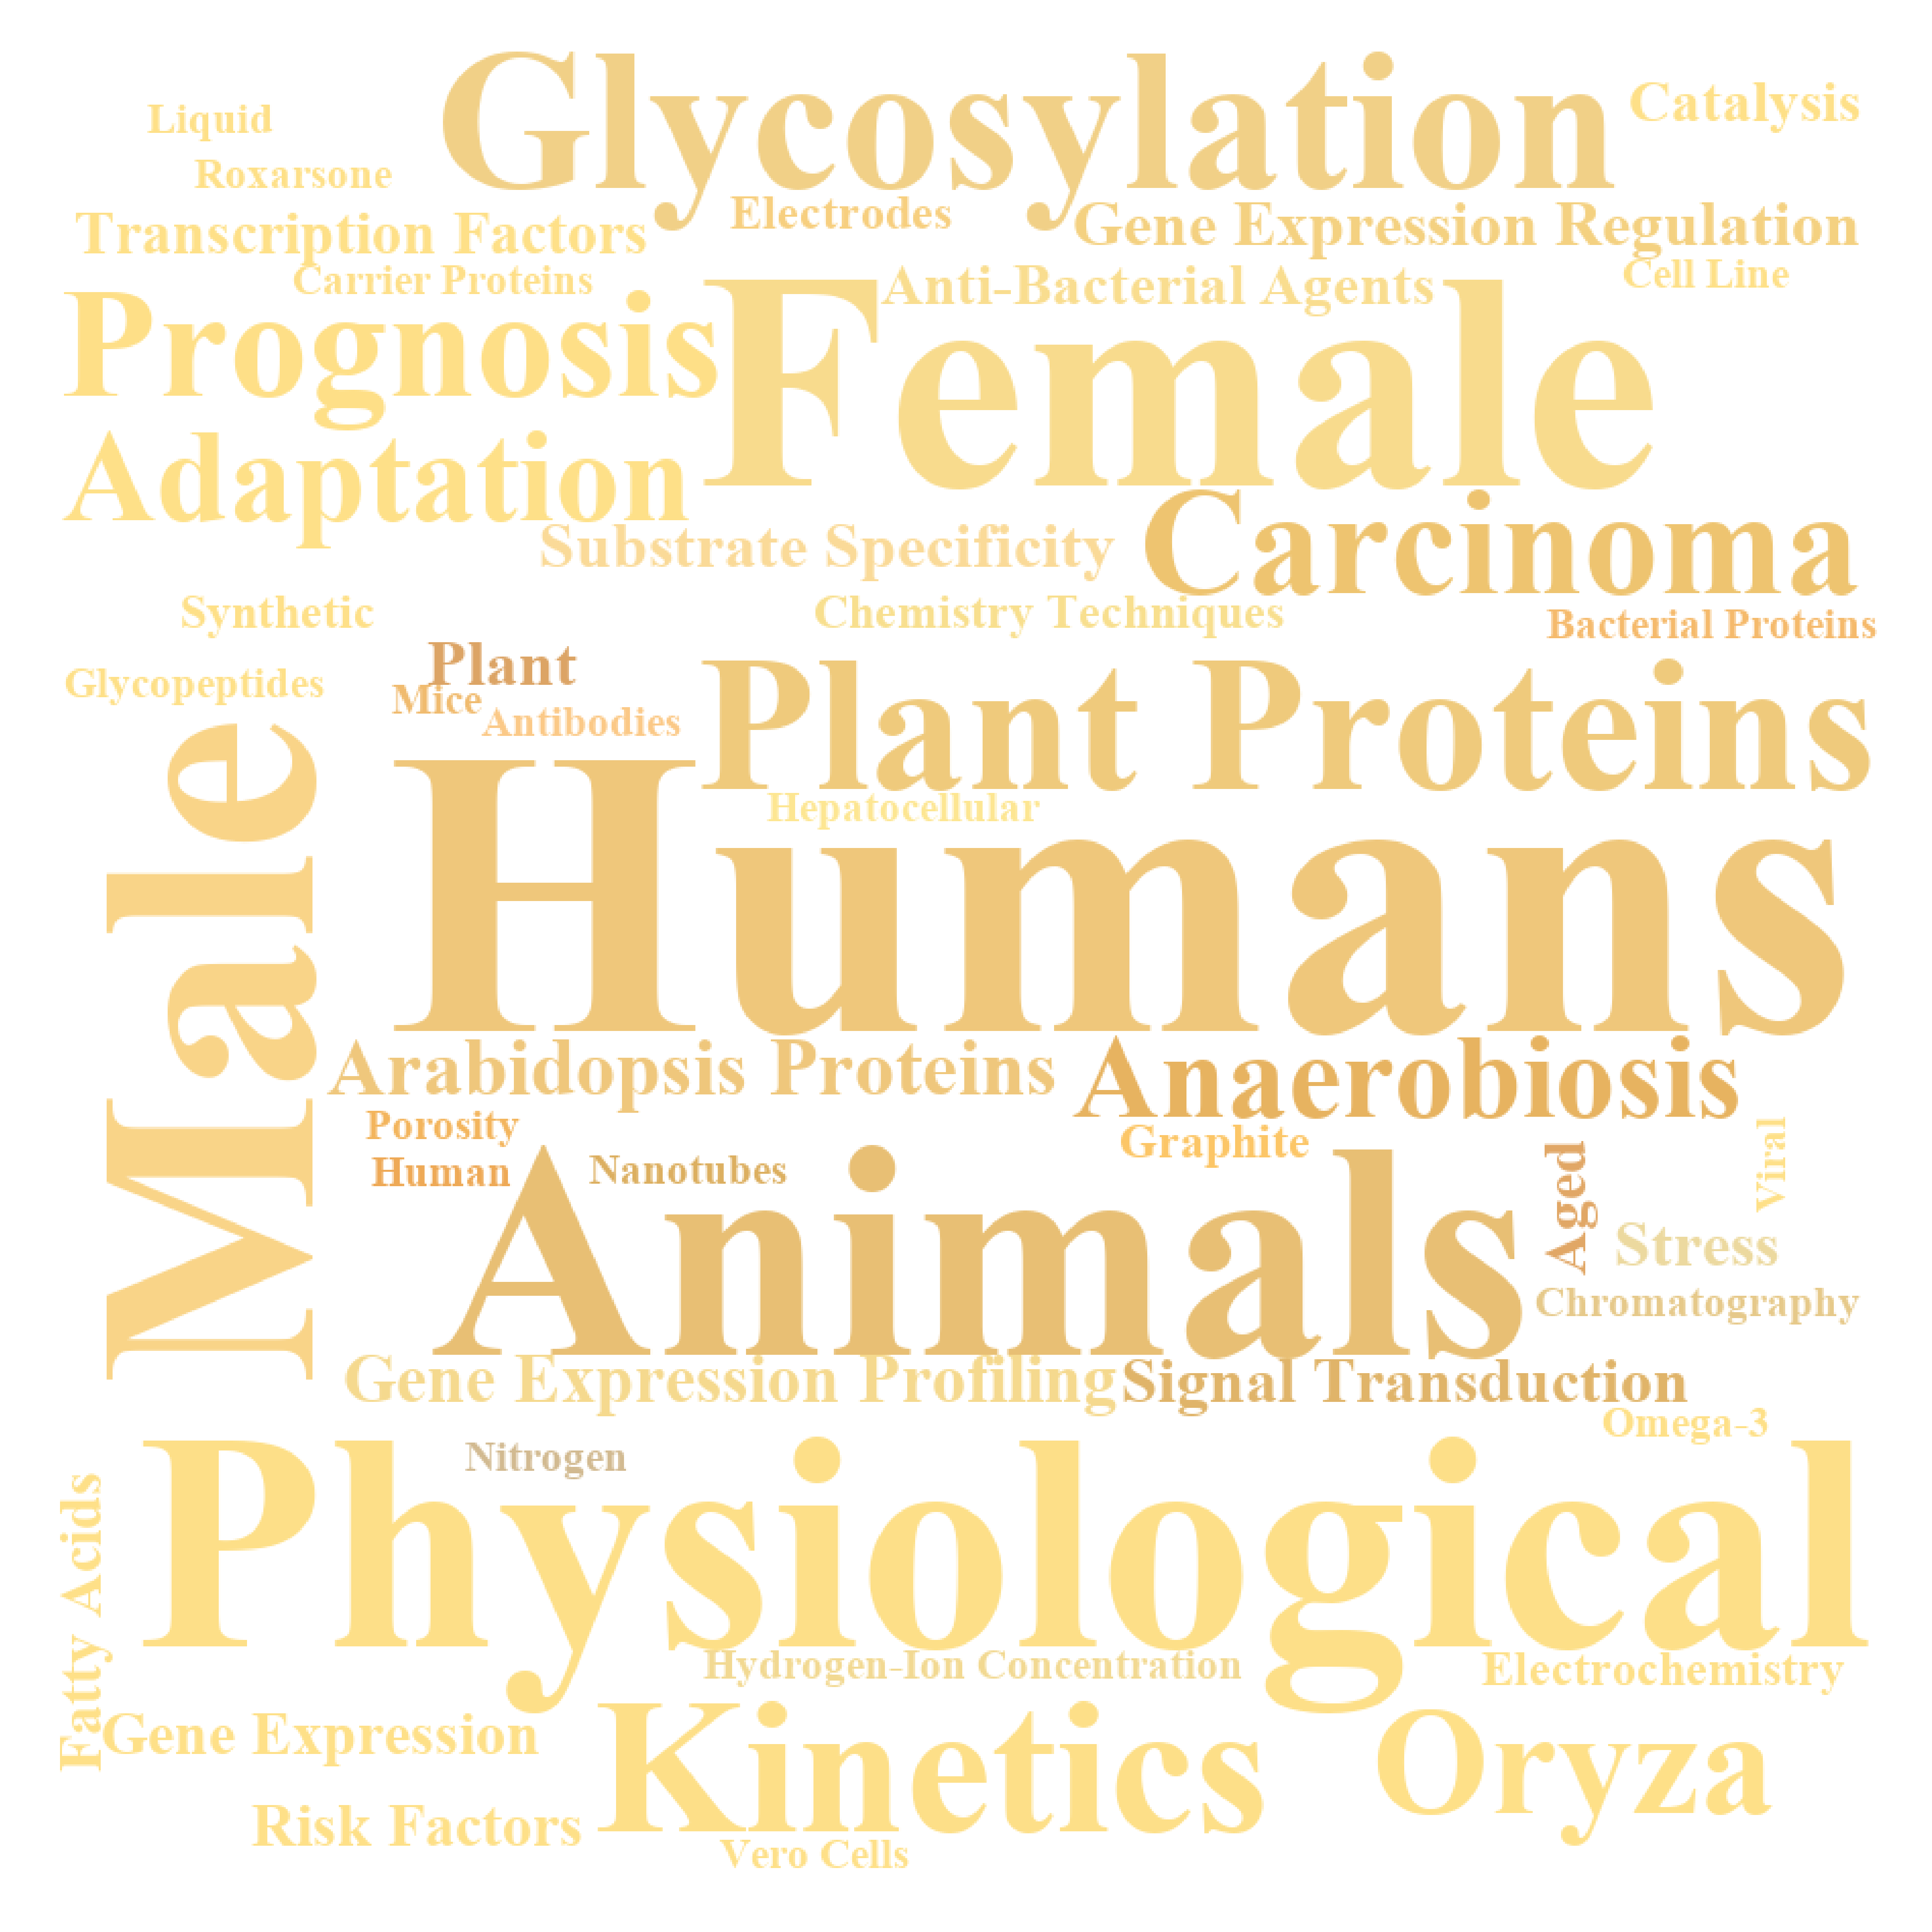 Glycosylation
Catalysis
Liquid
Roxarsone
Electrodes
Transcription Factors
Gene Expression Regulation
Carrier Proteins
Anti-Bacterial Agents
Cell Line
Prognosis
Female
Adaptation
Substrate Specificity
Carcinoma
Synthetic
Chemistry Techniques
Bacterial Proteins
Plant
Glycopeptides
Mice
Antibodies
Plant Proteins
Hepatocellular
Male
Humans
Arabidopsis Proteins
Anaerobiosis
Porosity
Graphite
Viral
Human
Nanotubes
Animals
Aged
Stress
Chromatography
Gene Expression Profiling
Signal Transduction
Omega-3
Nitrogen
Physiological
Fatty Acids
Hydrogen-Ion Concentration
Electrochemistry
Gene Expression
Kinetics
Oryza
Risk Factors
Vero Cells